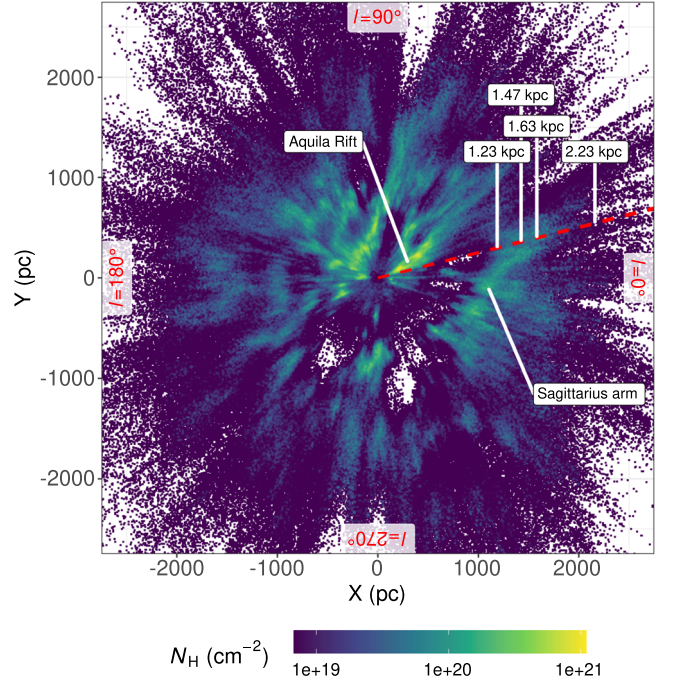 l=90°
2000
1.47 kpc
1.63 kpc
Aquila Rift
1.23 kpc
2.23 kpc
1000
Y (pc)
l=180°
0
l=0°
-1000
Sagittarius arm
-2000
l=270°
-2000
-1000
0
1000
2000
X (pc)
N_H (cm⁻²)
1e+19
1e+20
1e+21